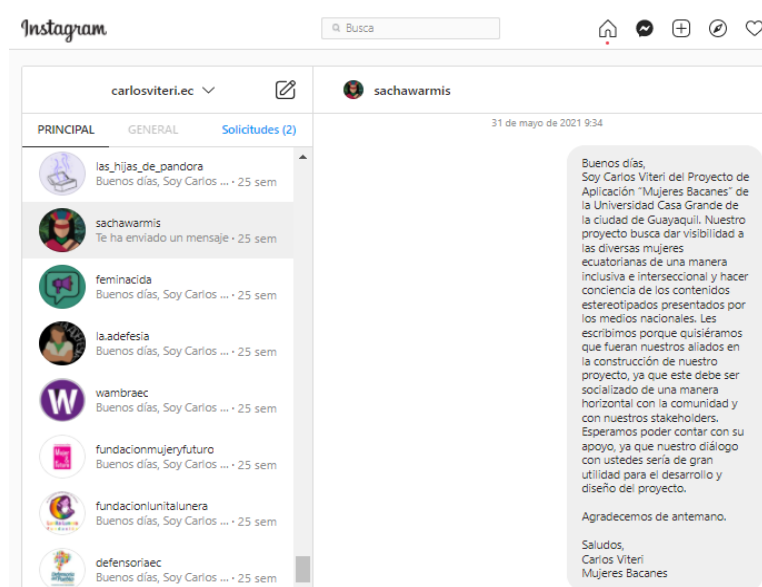 Instagram
Busca
carlosviteri.ec
PRINCIPAL GENERAL Solicitudes (2)
las_hijas_de_pandora
Buenos días, Soy Carlos ... · 25 sem
sachawarmis
Te ha enviado un mensaje · 25 sem
feminacida
Buenos días, Soy Carlos ... · 25 sem
la.adefesia
Buenos días, Soy Carlos ... · 25 sem
wambraec
Buenos días, Soy Carlos ... · 25 sem
fundacionmujeryfuturo
Buenos días, Soy Carlos ... · 25 sem
fundacionlunitalunera
Buenos días, Soy Carlos ... · 25 sem
defensoriaec
Buenos días, Soy Carlos ... · 25 sem
W
sachawarmis
31 de mayo de 2021 9:34
Buenos días,
Soy Carlos Viteri del Proyecto de
Aplicación "Mujeres Bacanes" de
la Universidad Casa Grande de
la ciudad de Guayaquil. Nuestro
proyecto busca dar visibilidad a
las diversas mujeres
ecuatorianas de una manera
inclusiva e interseccional y hacer
conciencia de los contenidos
estereotipados presentados por
los medios nacionales. Les
escribimos porque quisiéramos
que fueran nuestros aliados en
la construcción de nuestro
proyecto, ya que este debe ser
socializado de una manera
horizontal con la comunidad y
con nuestros stakeholders.
Esperamos poder contar con su
apoyo, ya que nuestro diálogo
con ustedes sería de gran
utilidad para el desarrollo y
diseño del proyecto.
Agradecemos de antemano.
Saludos,
Carlos Viteri
Mujeres Bacanes